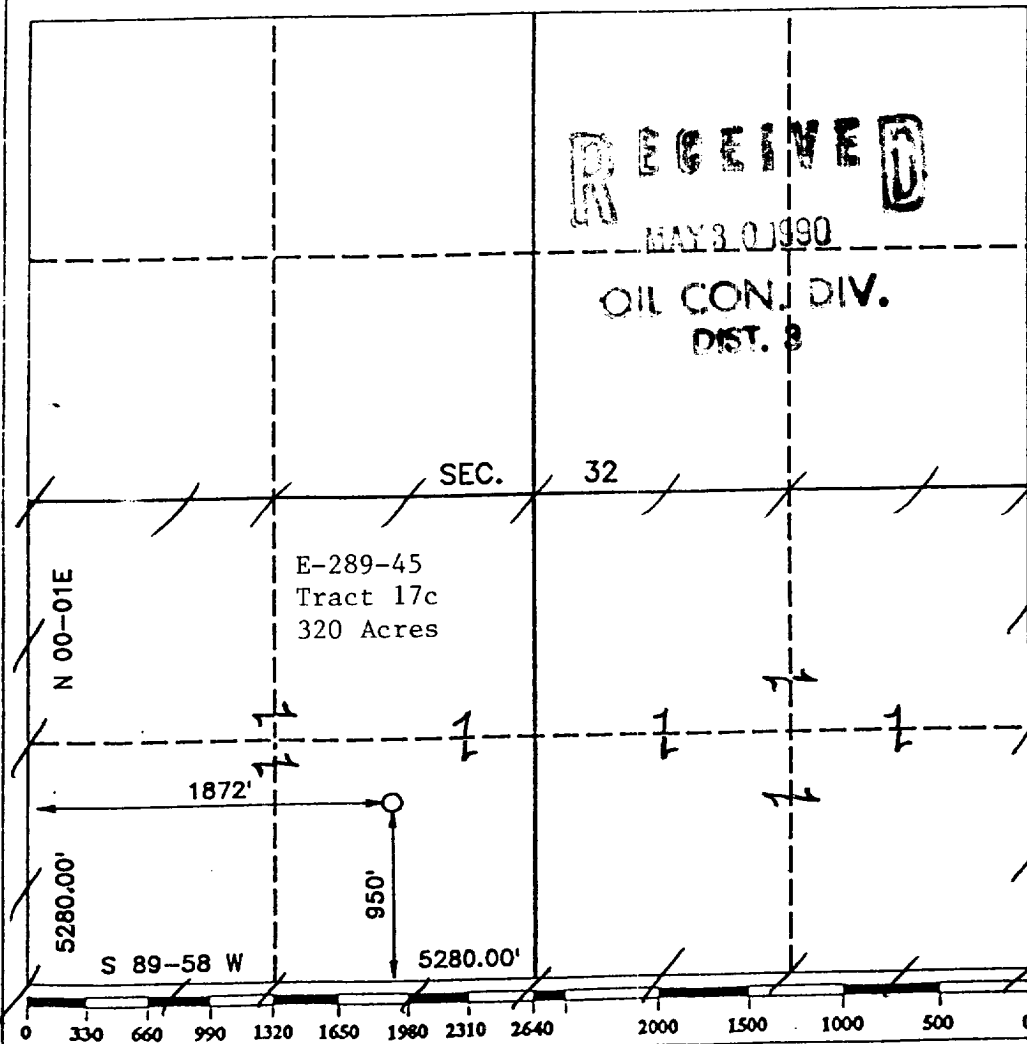 RECEIVED
MAY 30 1990
OIL CON. DIV.
DIST. 3
SEC. 32
E-289-45
Tract 17c
320 Acres
N 00-01E
1872'
950'
5280.00'
S 89-58 W 5280.00'
0 330 660 990 1320 1650 1980 2310 2640 2000 1500 1000 500 0